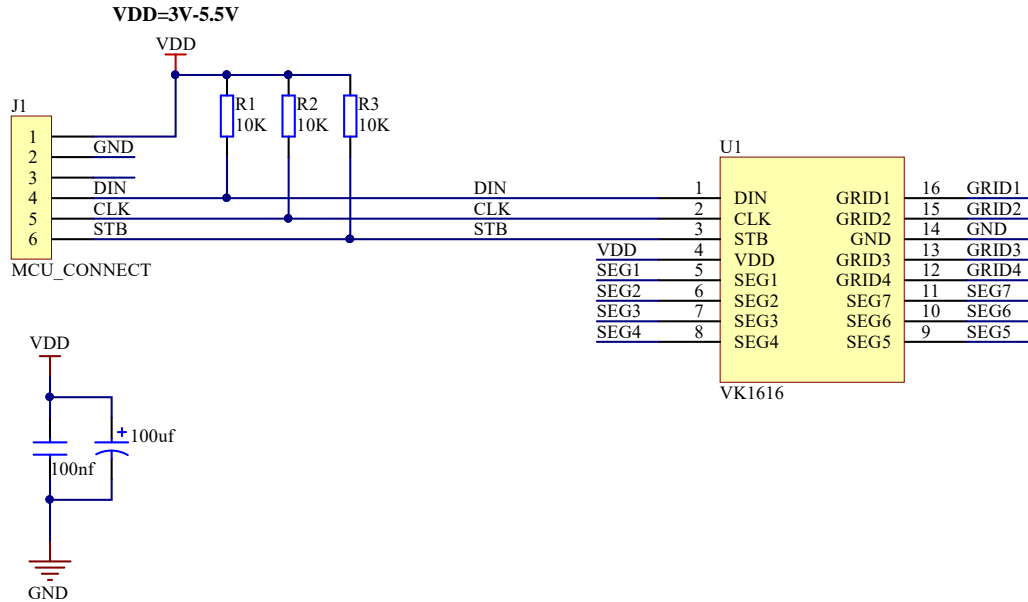 VDD=3V-5.5V
VDD
J1
R1
10K
R2
10K
R3
10K
1
2 GND
3
4 DIN
5 CLK
6 STB
MCU_CONNECT
DIN
CLK
STB
U1
1 DIN GRID1 16 GRID1
2 CLK GRID2 15 GRID2
3 STB GND 14 GND
VDD 4 VDD GRID3 13 GRID3
SEG1 5 SEG1 GRID4 12 GRID4
SEG2 6 SEG2 SEG7 11 SEG7
SEG3 7 SEG3 SEG6 10 SEG6
SEG4 8 SEG4 SEG5 9 SEG5
VK1616
VDD
+
100uf
100nf
GND